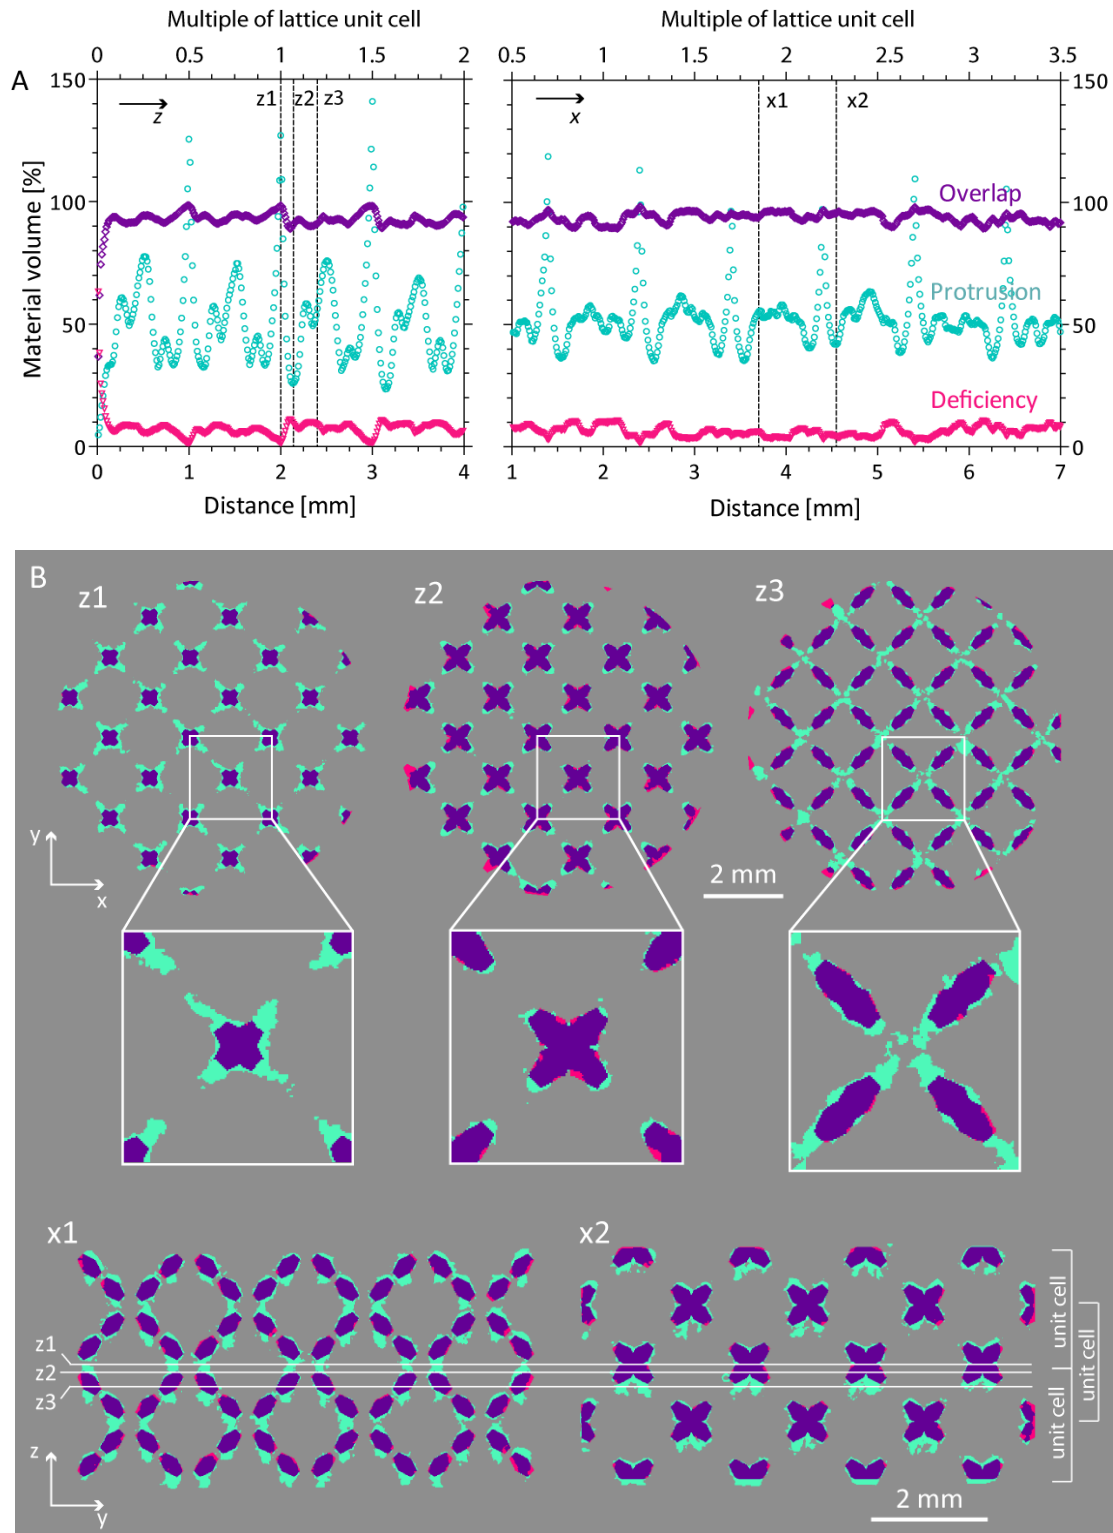 Multiple of lattice unit cell
Multiple of lattice unit cell
0 0.5 1 1.5 2
0.5 1 1.5 2 2.5 3 3.5
A
150
100
50
0
z
z1 z2 z3
x
x1 x2
Overlap
Protrusion
Deficiency
150
100
50
0
Material volume [%]
0 1 2 3 4
1 2 3 4 5 6 7
Distance [mm]
Distance [mm]
B
z1
z2
z3
y
x
2 mm
x1
x2
z1
z2
z3
z
y
unit cell
unit cell
unit cell
2 mm